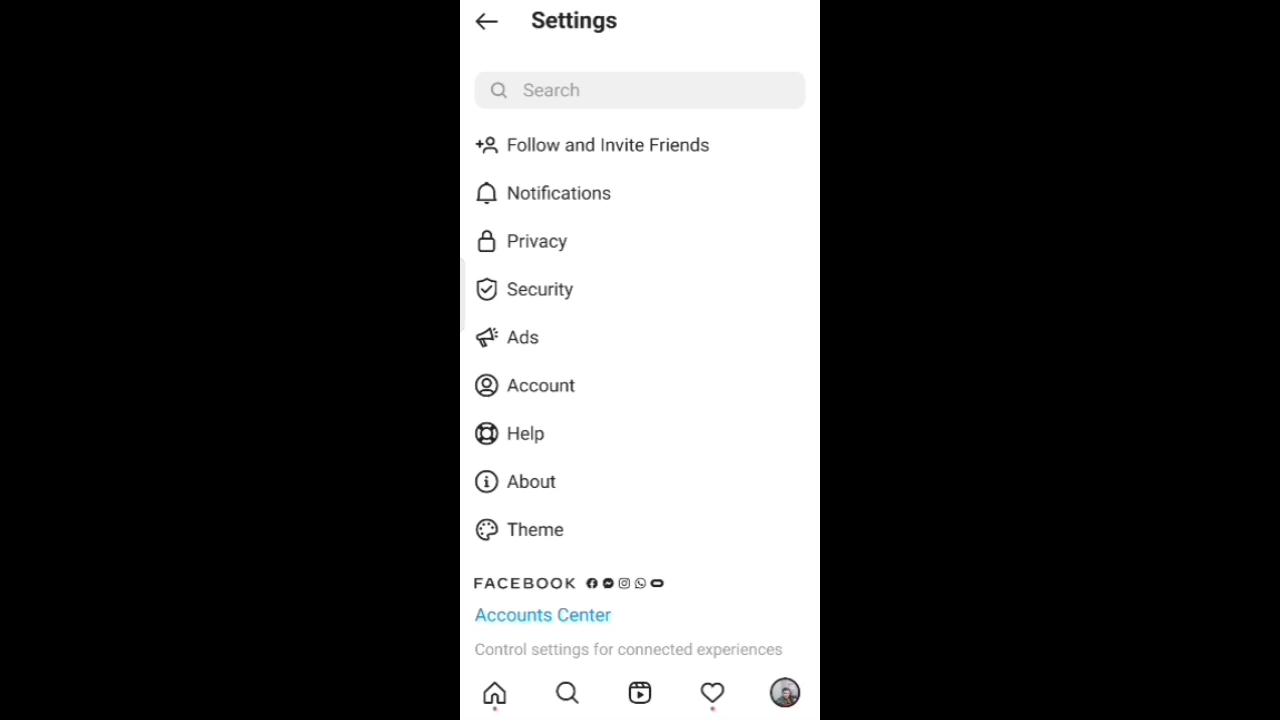 Settings
Search
Follow and Invite Friends
Notifications
Privacy
Security
Ads
Account
Help
About
Theme
FACEBOOK
Accounts Center
Control settings for connected experiences